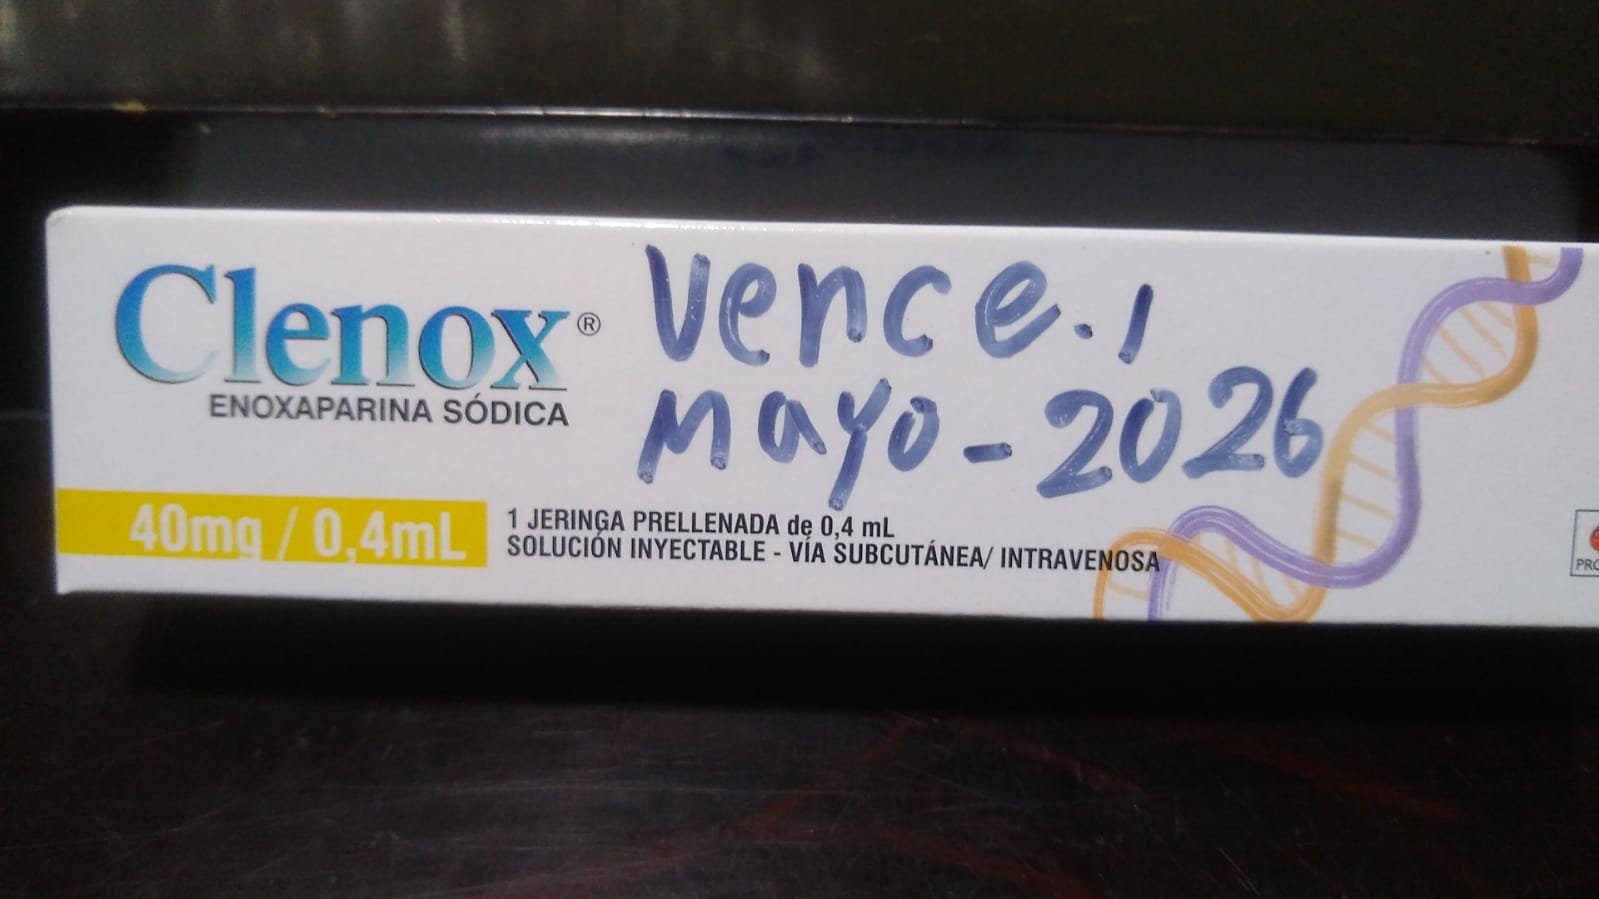 Clenox®
ENOXAPARINA SÓDICA
Vence. 1
Mayo-2026
40mg / 0,4mL
1 JERINGA PRELLENADA de 0,4 mL
SOLUCIÓN INYECTABLE - VÍA SUBCUTÁNEA/ INTRAVENOSA